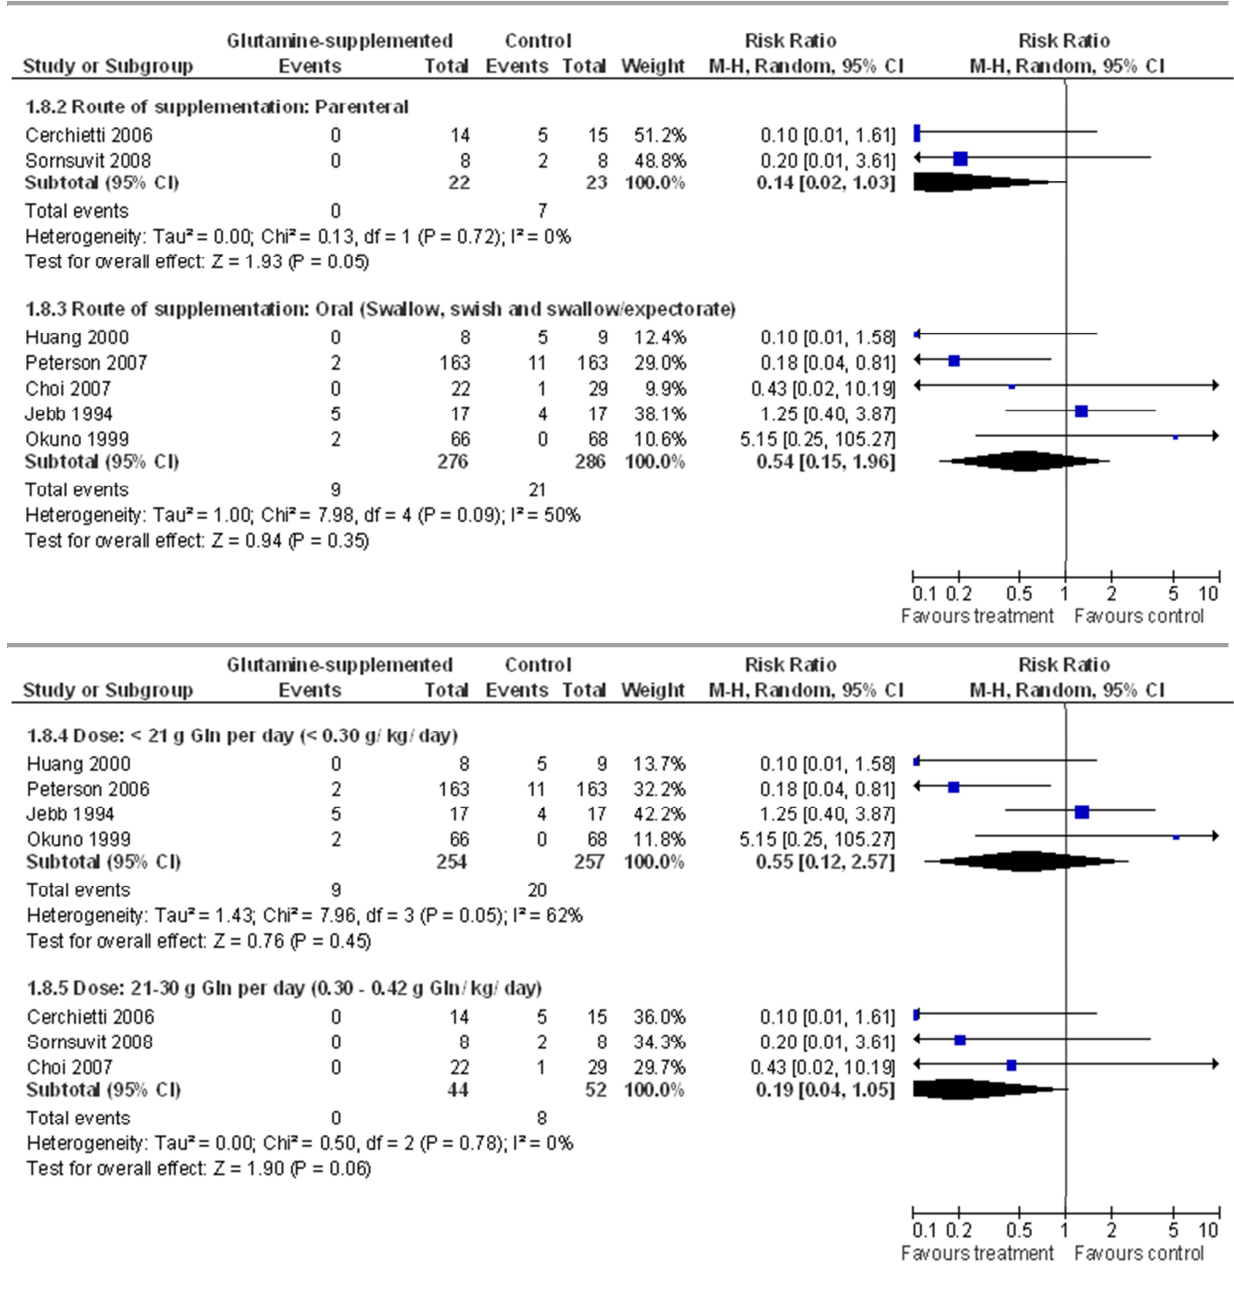 Glutamine-supplemented Control Risk Ratio Risk Ratio
Study or Subgroup Events Total Events Total Weight M-H, Random, 95% CI M-H, Random, 95% CI
1.8.2 Route of supplementation: Parenteral
Cerchietti 2006 0 14 5 15 51.2% 0.10 [0.01, 1.61]
Sornsuvit 2008 0 8 2 8 48.8% 0.20 [0.01, 3.61]
Subtotal (95% CI) 22 23 100.0% 0.14 [0.02, 1.03]
Total events 0 7
Heterogeneity: Tau² = 0.00; Chi² = 0.13, df = 1 (P = 0.72); I² = 0%
Test for overall effect: Z = 1.93 (P = 0.05)
1.8.3 Route of supplementation: Oral (Swallow, swish and swallow/expectorate)
Huang 2000 0 8 5 9 12.4% 0.10 [0.01, 1.58]
Peterson 2007 2 163 11 163 29.0% 0.18 [0.04, 0.81]
Choi 2007 0 22 1 29 9.9% 0.43 [0.02, 10.19]
Jebb 1994 5 17 4 17 38.1% 1.25 [0.40, 3.87]
Okuno 1999 2 66 0 68 10.6% 5.15 [0.25, 105.27]
Subtotal (95% CI) 276 286 100.0% 0.54 [0.15, 1.96]
Total events 9 21
Heterogeneity: Tau² = 1.00; Chi² = 7.98, df = 4 (P = 0.09); I² = 50%
Test for overall effect: Z = 0.94 (P = 0.35)
0.1 0.2 0.5 1 2 5 10
Favours treatment Favours control
Glutamine-supplemented Control Risk Ratio Risk Ratio
Study or Subgroup Events Total Events Total Weight M-H, Random, 95% CI M-H, Random, 95% CI
1.8.4 Dose: < 21 g Gln per day (< 0.30 g/ kg/ day)
Huang 2000 0 8 5 9 13.7% 0.10 [0.01, 1.58]
Peterson 2006 2 163 11 163 32.2% 0.18 [0.04, 0.81]
Jebb 1994 5 17 4 17 42.2% 1.25 [0.40, 3.87]
Okuno 1999 2 66 0 68 11.8% 5.15 [0.25, 105.27]
Subtotal (95% CI) 254 257 100.0% 0.55 [0.12, 2.57]
Total events 9 20
Heterogeneity: Tau² = 1.43; Chi² = 7.96, df = 3 (P = 0.05); I² = 62%
Test for overall effect: Z = 0.76 (P = 0.45)
1.8.5 Dose: 21-30 g Gln per day (0.30 - 0.42 g Gln/ kg/ day)
Cerchietti 2006 0 14 5 15 36.0% 0.10 [0.01, 1.61]
Sornsuvit 2008 0 8 2 8 34.3% 0.20 [0.01, 3.61]
Choi 2007 0 22 1 29 29.7% 0.43 [0.02, 10.19]
Subtotal (95% CI) 44 52 100.0% 0.19 [0.04, 1.05]
Total events 0 8
Heterogeneity: Tau² = 0.00; Chi² = 0.50, df = 2 (P = 0.78); I² = 0%
Test for overall effect: Z = 1.90 (P = 0.06)
0.1 0.2 0.5 1 2 5 10
Favours treatment Favours control